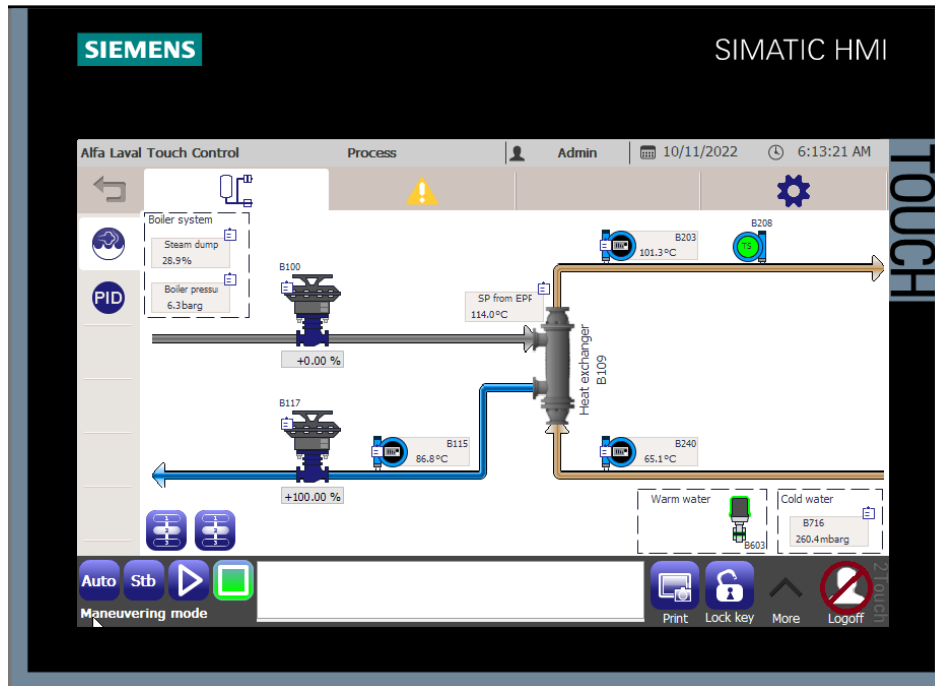 SIEMENS
SIMATIC HMI
TOUCH
Alfa Laval Touch Control
Process
Admin
10/11/2022
6:13:21 AM
Boiler system
Steam dump
28.9%
Boiler pressu
6.3barg
PID
B100
+0.00 %
SP from EPF
114.0°C
B203
101.3°C
B208
TS
Heat exchanger
B109
B117
+100.00 %
B115
86.8°C
B240
65.1°C
Warm water
B603
Cold water
B716
260.4mbarg
Auto
Stb
Maneuvering mode
Print
Lock key
More
Logoff
2Touch